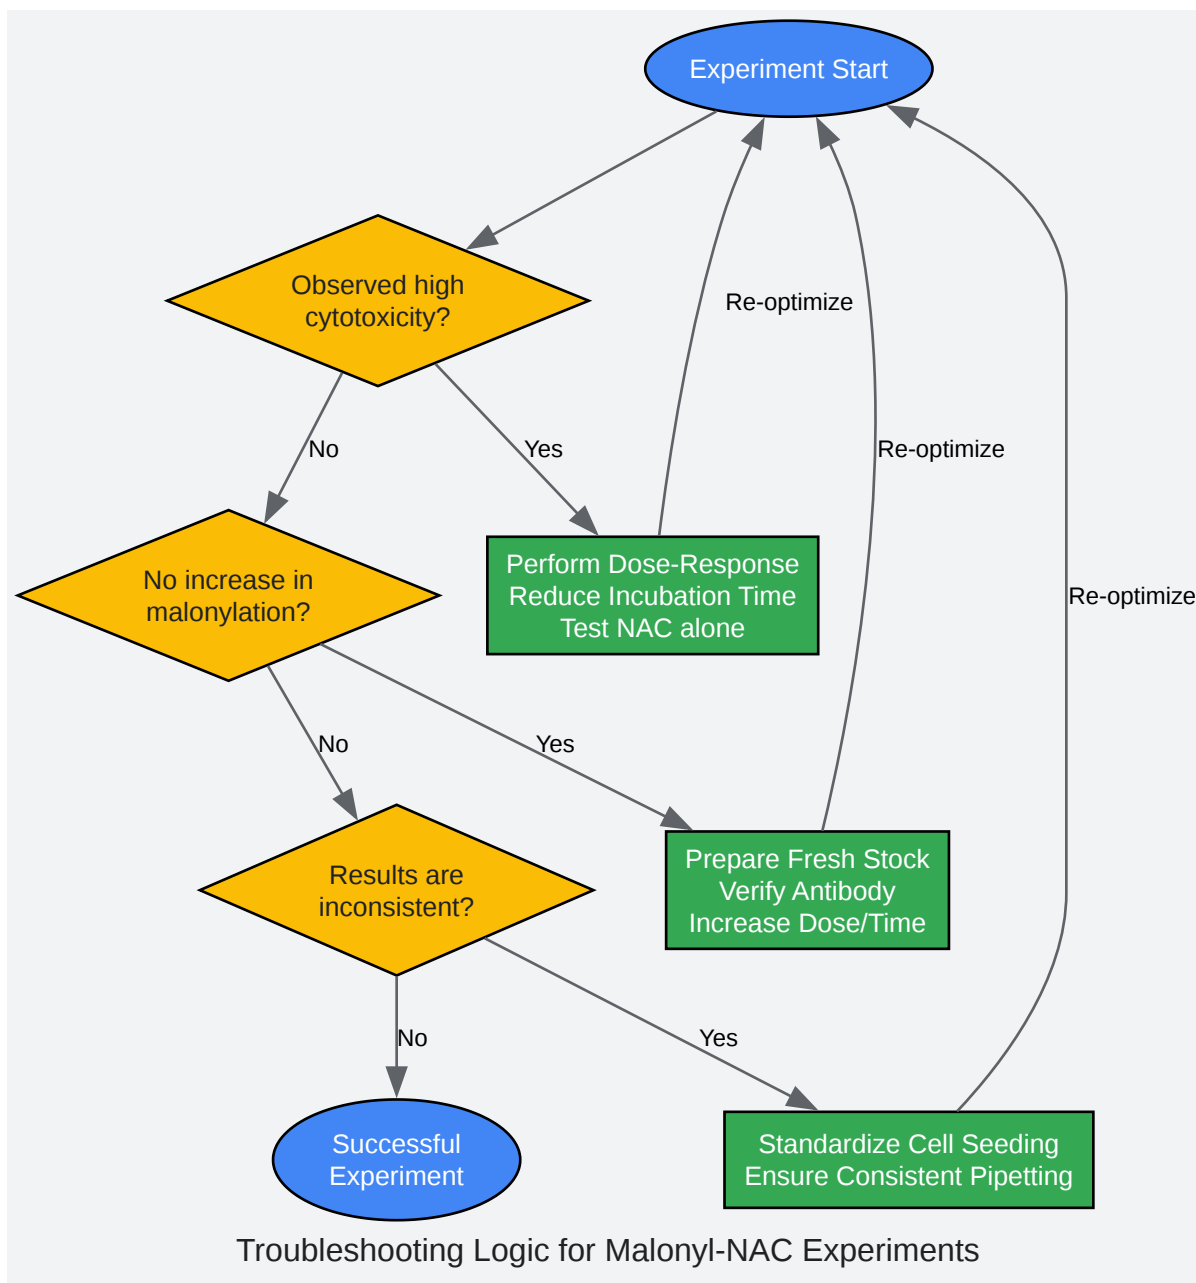 Experiment Start
Observed high
cytotoxicity?
Re-optimize
No
Yes
Re-optimize
Perform Dose-Response
Reduce Incubation Time
Test NAC alone
No increase in
malonylation?
Re-optimize
No
Yes
Prepare Fresh Stock
Verify Antibody
Increase Dose/Time
Results are
inconsistent?
No
Yes
Successful
Experiment
Standardize Cell Seeding
Ensure Consistent Pipetting
Troubleshooting Logic for Malonyl-NAC Experiments